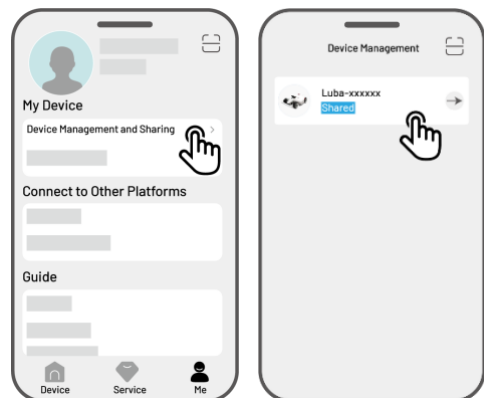 My Device
Device Management and Sharing
Connect to Other Platforms
Guide
Device Service Me
Device Management
Luba-xxxxxx
Shared